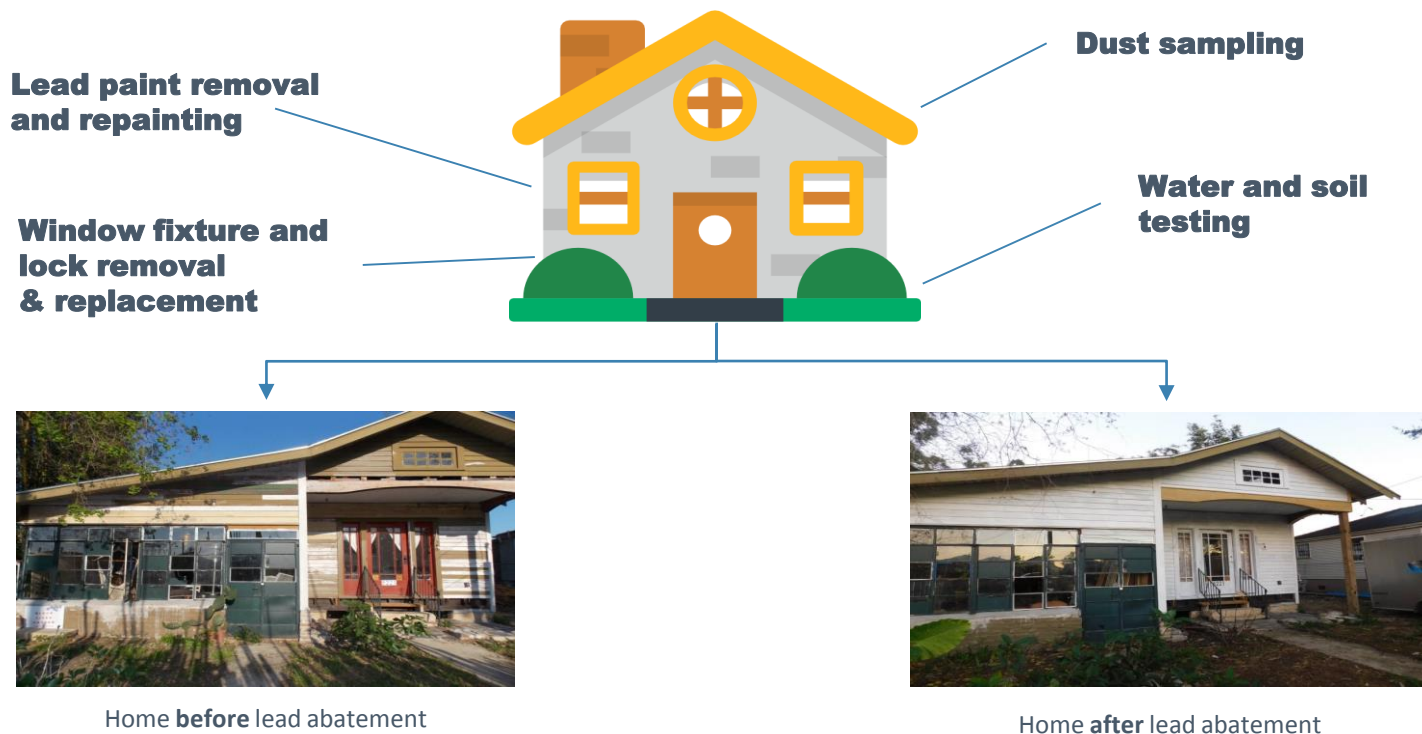 Lead paint removal
and repainting
Window fixture and
lock removal
& replacement
Dust sampling
Water and soil
testing
Home before lead abatement
Home after lead abatement